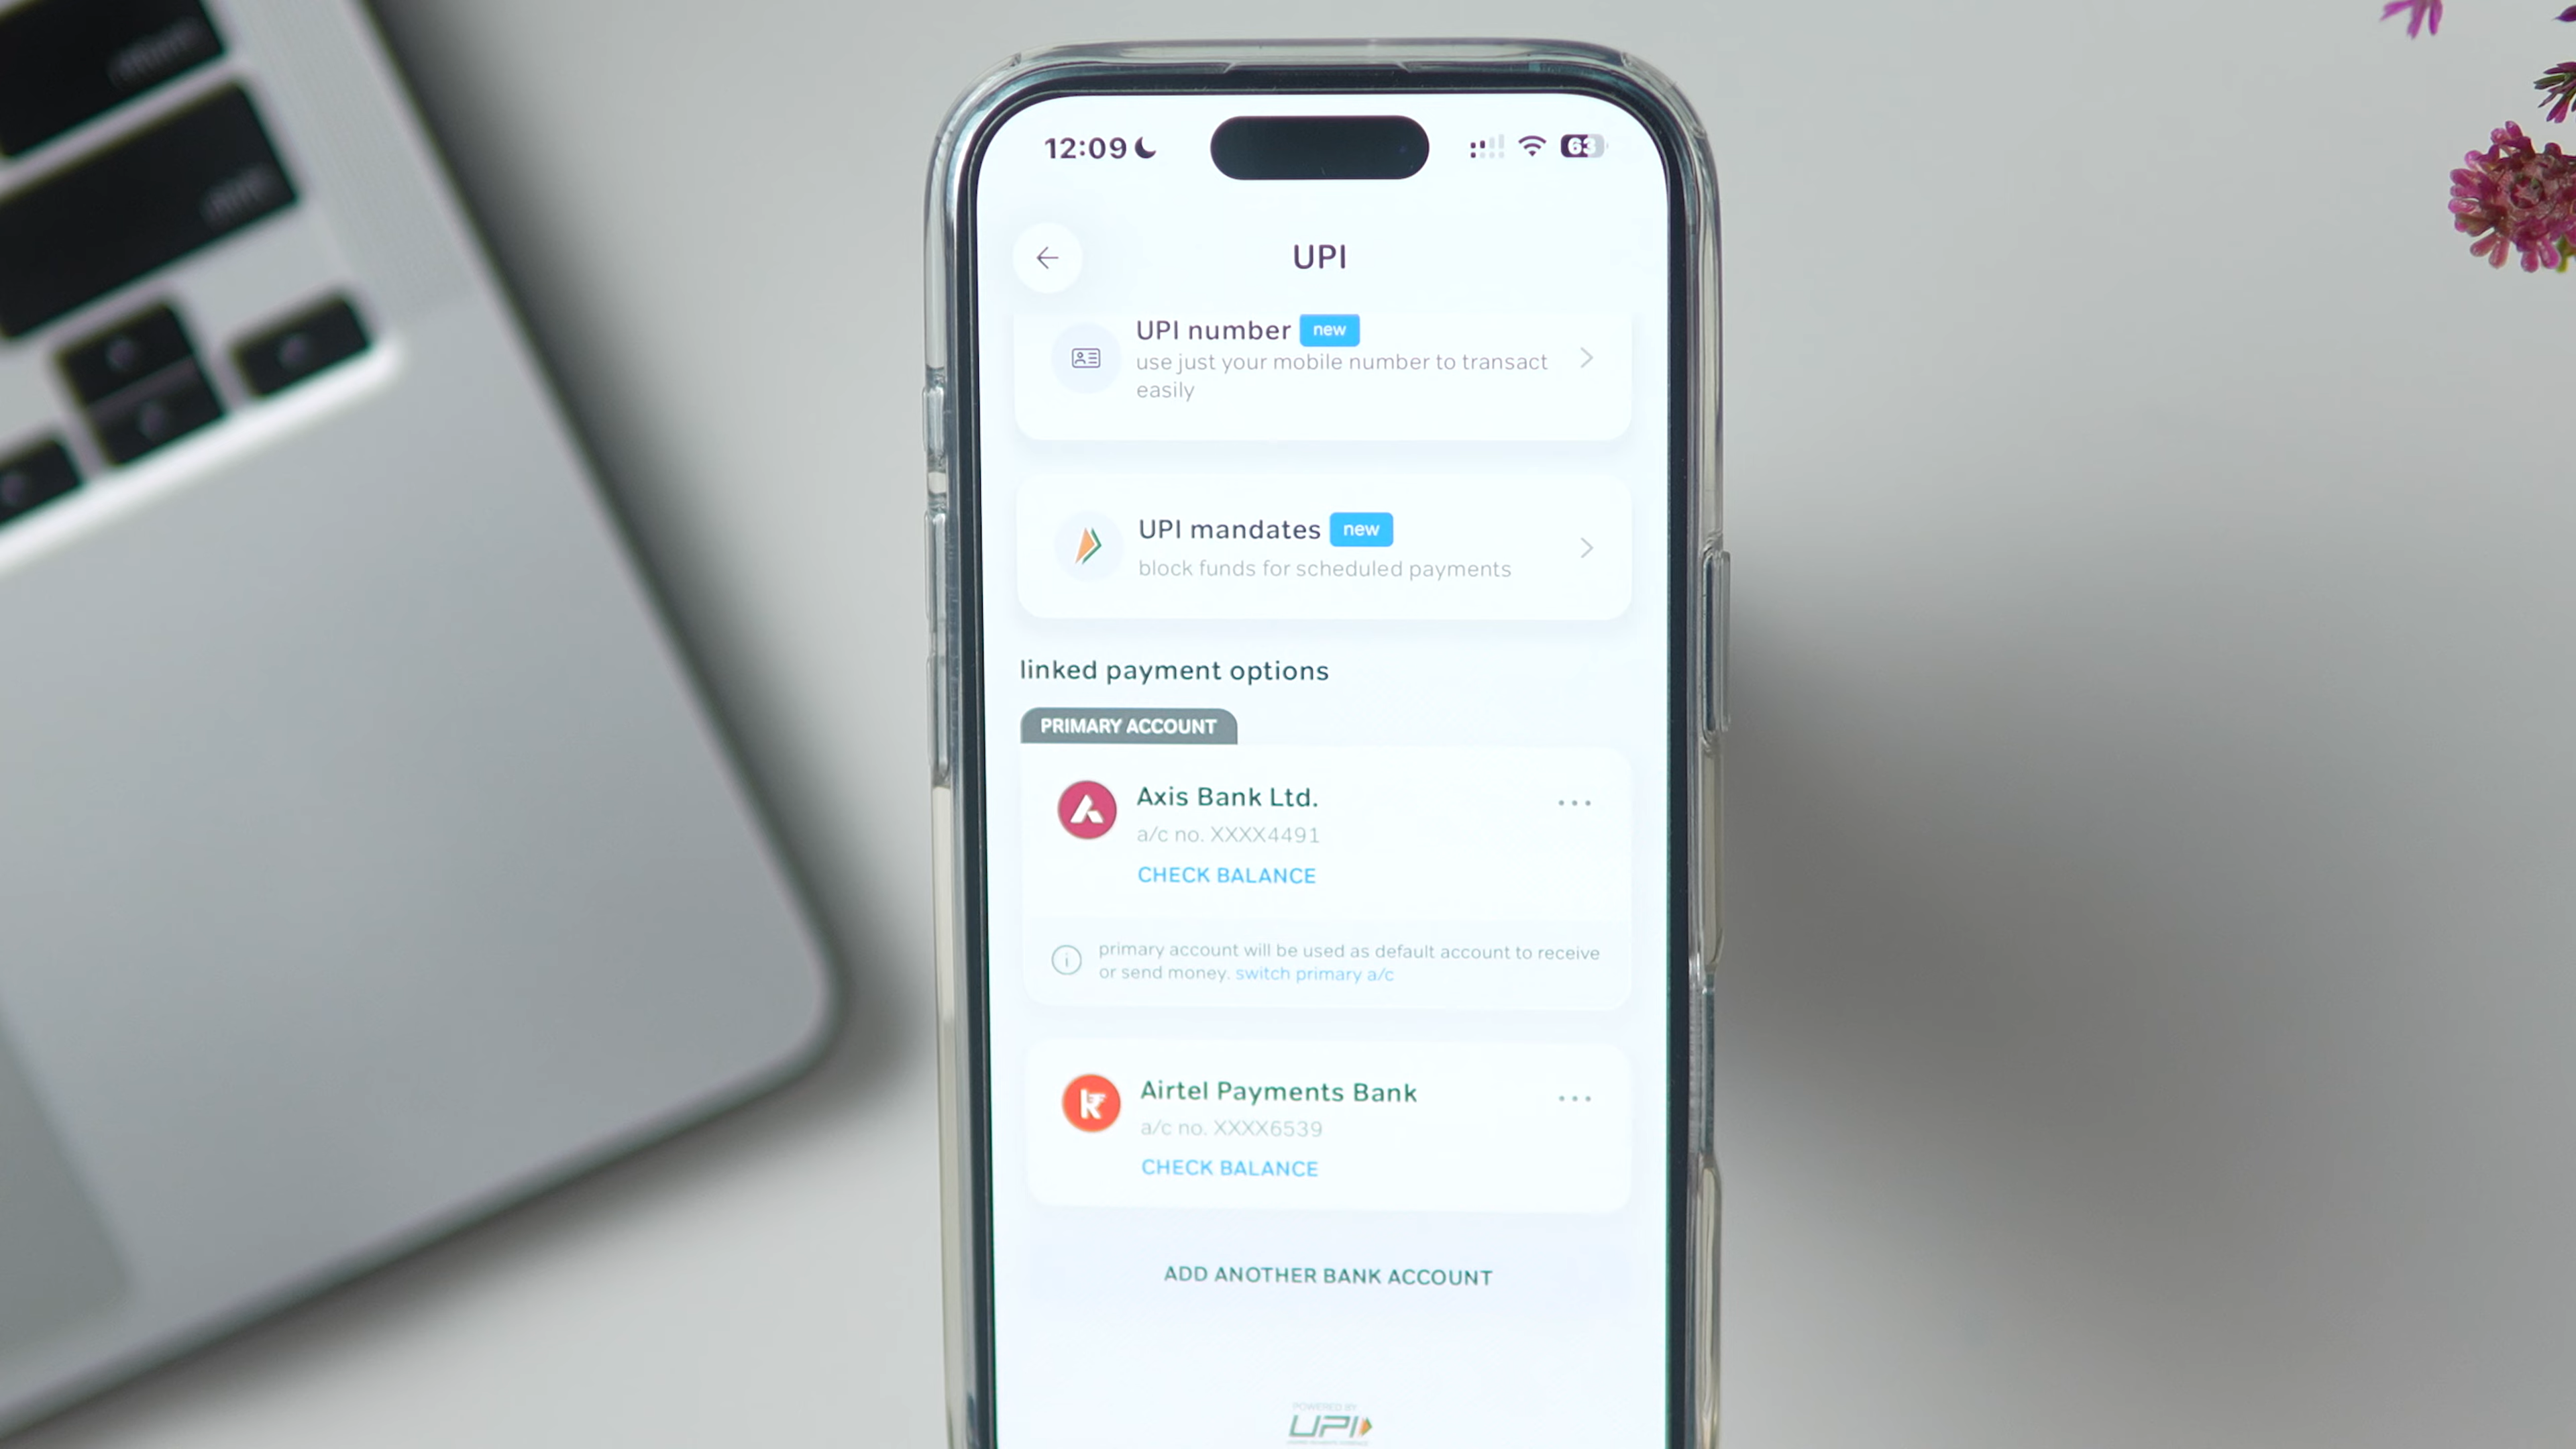 12:09
63
UPI
UPI number new
use just your mobile number to transact
easily
UPI mandates new
block funds for scheduled payments
linked payment options
PRIMARY ACCOUNT
Axis Bank Ltd.
a/c no. XXXX4491
CHECK BALANCE
primary account will be used as default account to receive
or send money. switch primary a/c
Airtel Payments Bank
a/c no. XXXX6539
CHECK BALANCE
ADD ANOTHER BANK ACCOUNT
POWERED BY
UPI